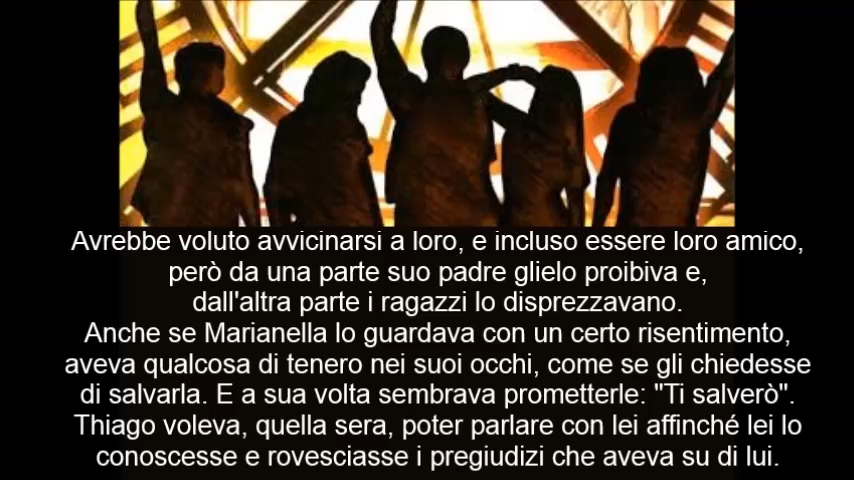 Avrebbe voluto avvicinarsi a loro, e incluso essere loro amico,
però da una parte suo padre glielo proibiva e,
dall'altra parte i ragazzi lo disprezzavano.
Anche se Marianella lo guardava con un certo risentimento,
aveva qualcosa di tenero nei suoi occhi, come se gli chiedesse
di salvarla. E a sua volta sembrava prometterle: "Ti salverò".
Thiago voleva, quella sera, poter parlare con lei affinché lei lo
conoscesse e rovesciasse i pregiudizi che aveva su di lui.